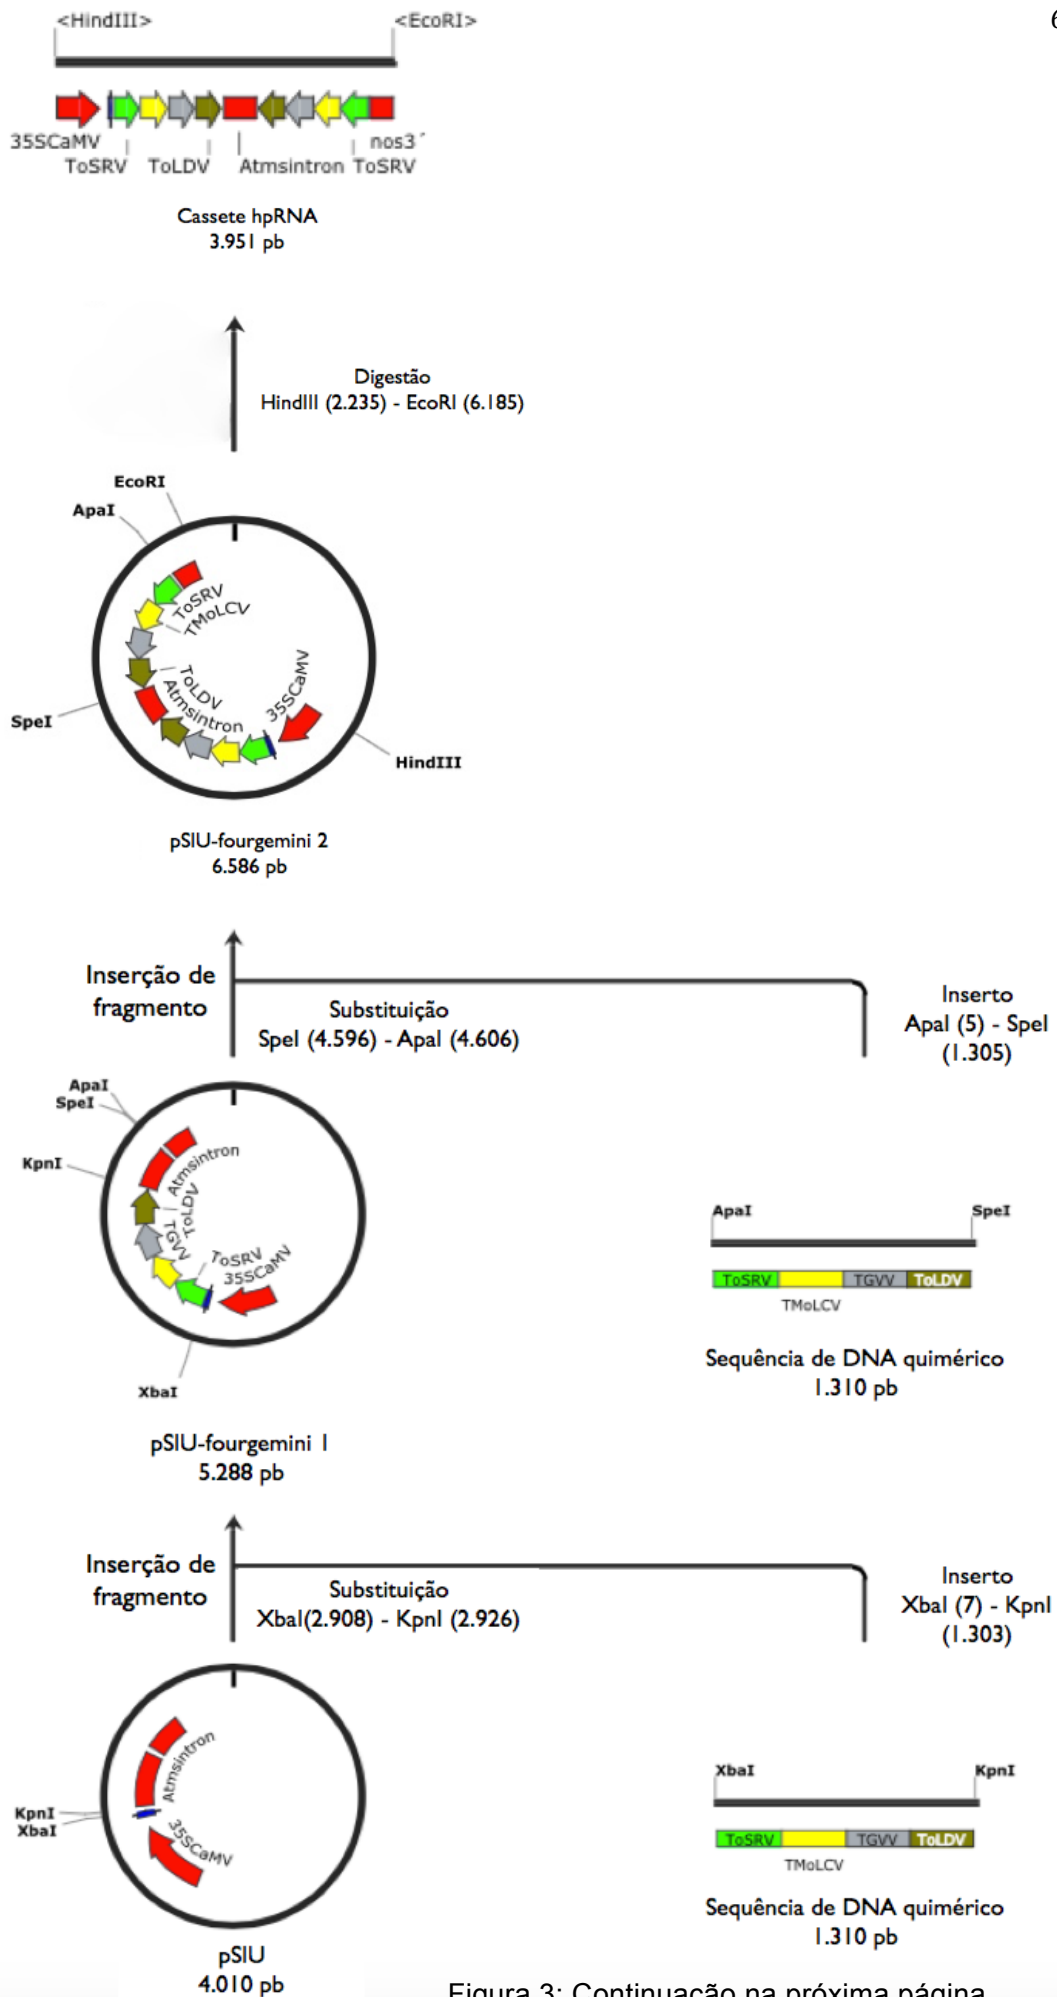 <HindIII>
<EcoRI>
6
35SCaMV
nos3´
ToSRV
ToLDV
Atmsintron
ToSRV
Cassete hpRNA
3.951 pb
Digestão
HindIII (2.235) - EcoRI (6.185)
EcoRI
ApaI
SpeI
HindIII
ToSRV
TMoLCV
ToLDV
Atmsintron
35SCaMV
pSIU-fourgemini 2
6.586 pb
Inserção de
fragmento
Substituição
SpeI (4.596) - ApaI (4.606)
Inserto
ApaI (5) - SpeI
(1.305)
ApaI
SpeI
KpnI
XbaI
Atmsintron
ToLDV
TGVV
ToSRV
35SCaMV
pSIU-fourgemini 1
5.288 pb
ApaI
SpeI
ToSRV
TGVV
ToLDV
TMoLCV
Sequência de DNA quimérico
1.310 pb
Inserção de
fragmento
Substituição
XbaI(2.908) - KpnI (2.926)
Inserto
XbaI (7) - KpnI
(1.303)
KpnI
XbaI
Atmsintron
35SCaMV
pSIU
4.010 pb
XbaI
KpnI
ToSRV
TGVV
ToLDV
TMoLCV
Sequência de DNA quimérico
1.310 pb
Figura 3: Continuação na próxima página